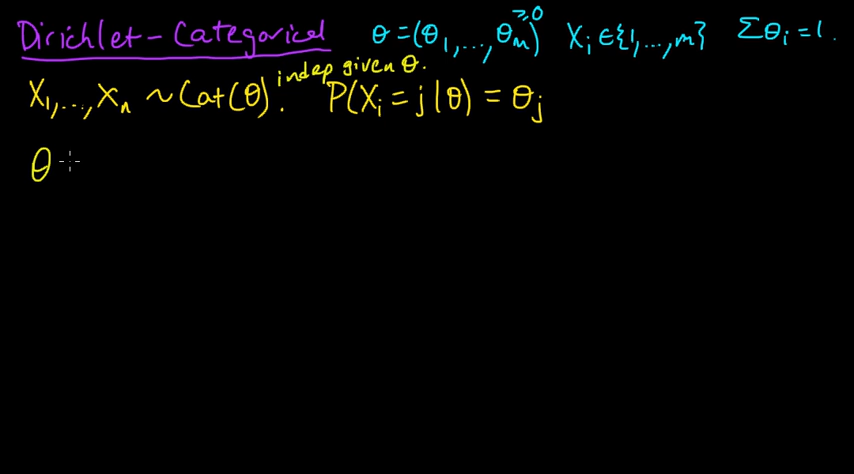 Dirichlet-Categorical θ = (θ₁,...,θₘ) ≥0 Xᵢ ∈ {1,...,m} Σθᵢ = 1.
X₁,...,Xₙ ~ Cat(θ). indep given θ. P(Xᵢ = j | θ) = θⱼ
θ